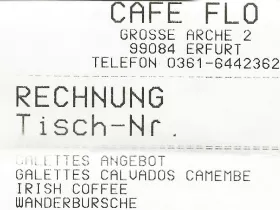 CAFE FLO
GROSSE ARCHE 2
99084 ERFURT
TELEFON 0361-6442362
RECHNUNG
Tisch-Nr.
GALETTES ANGEBOT
GALETTES CALVADOS CAMEMBE
IRISH COFFEE
WANDERBURSCHE